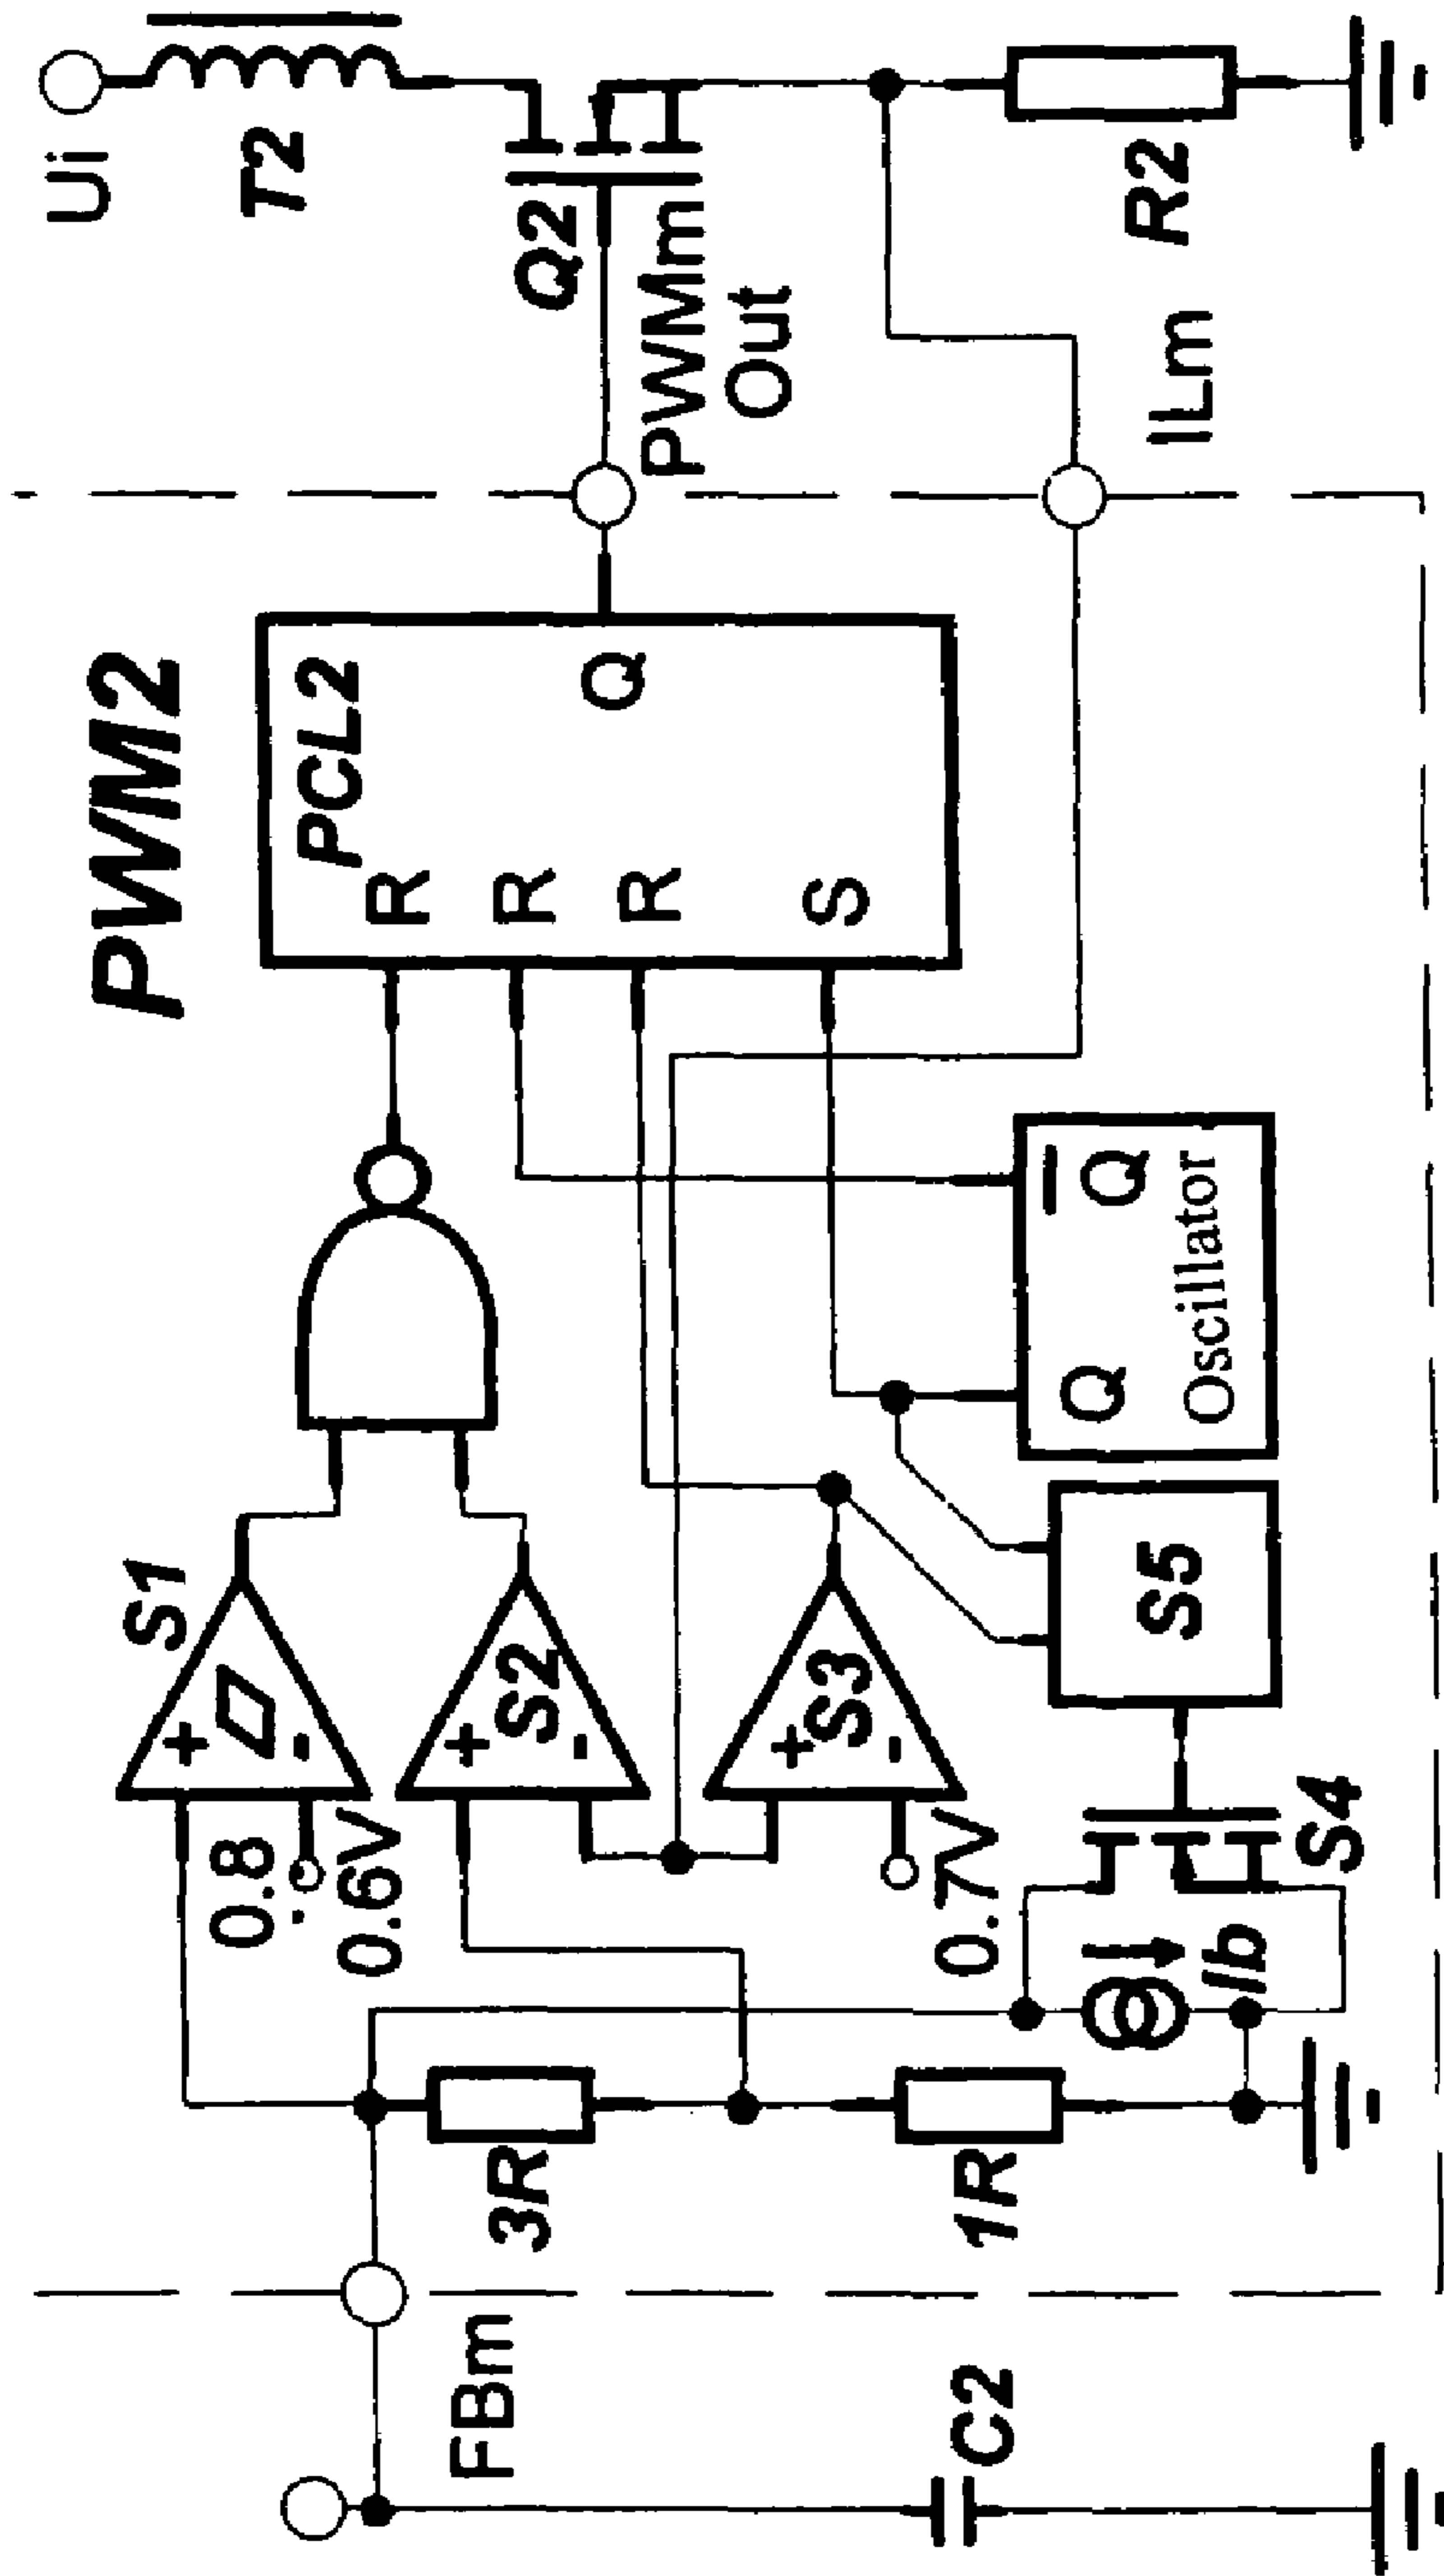 PWM2
Ui
T2
Q2
PWMm
Out
R2
ILm
PCL2
R
R
R
S
Q
S1
+
-
0.8
0.6V
+
S2
-
+
S3
-
0.7V
Q
Q
Oscillator
S5
S4
Ib
3R
1R
FBm
C2